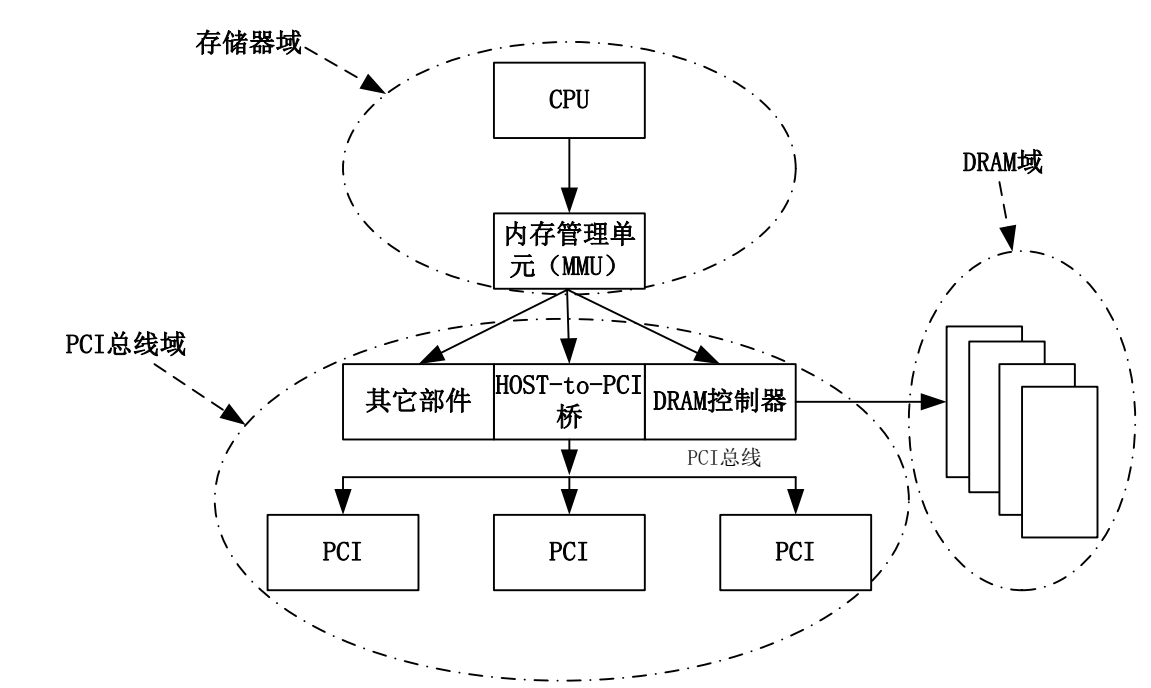 存储器域
CPU
DRAM域
内存管理单
元（MMU）
PCI总线域
其它部件
HOST-to-PCI
桥
DRAM控制器
PCI总线
PCI
PCI
PCI